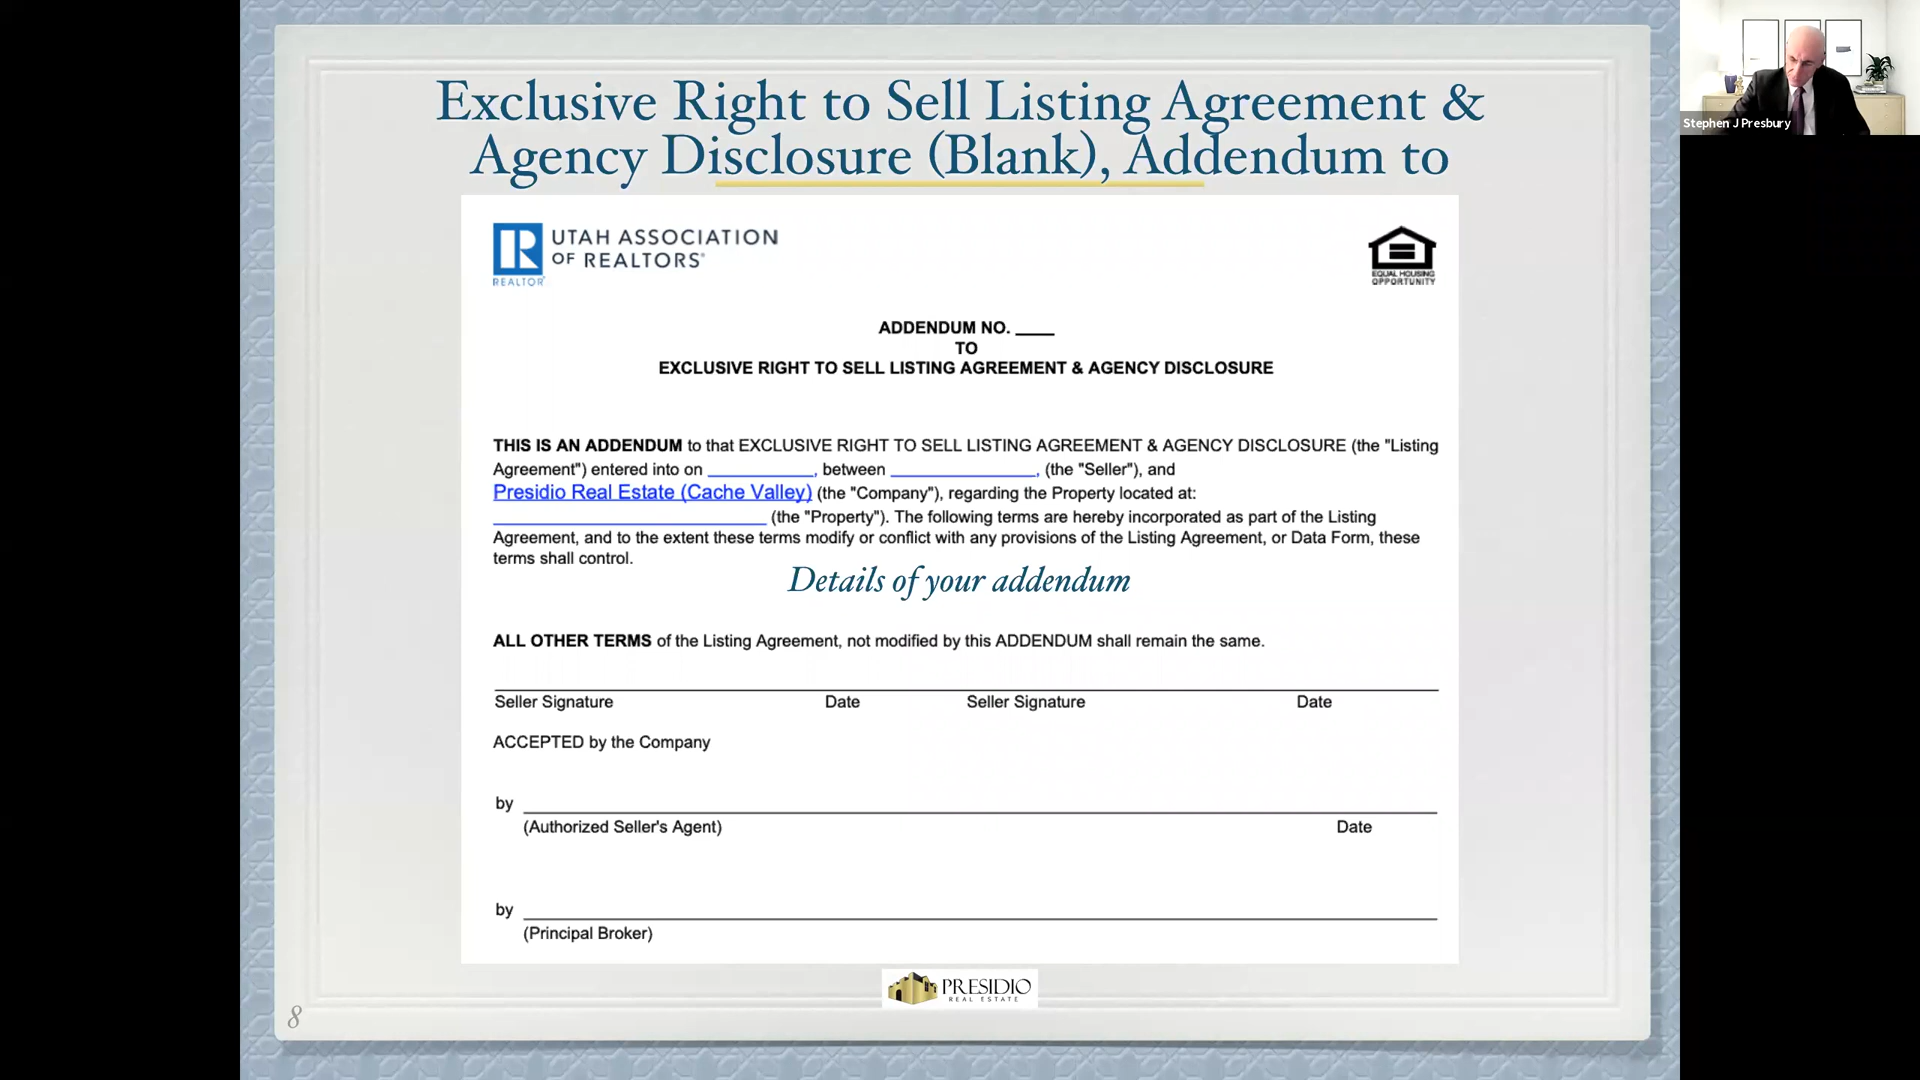 Exclusive Right to Sell Listing Agreement &
Agency Disclosure (Blank), Addendum to
Stephen J Presbury
UTAH ASSOCIATION
OF REALTORS®
REALTOR®
EQUAL HOUSING
OPPORTUNITY
ADDENDUM NO. ____
TO
EXCLUSIVE RIGHT TO SELL LISTING AGREEMENT & AGENCY DISCLOSURE
THIS IS AN ADDENDUM to that EXCLUSIVE RIGHT TO SELL LISTING AGREEMENT & AGENCY DISCLOSURE (the "Listing
Agreement") entered into on ___________, between _______________, (the "Seller"), and
Presidio Real Estate (Cache Valley) (the "Company"), regarding the Property located at:
____________________________ (the "Property"). The following terms are hereby incorporated as part of the Listing
Agreement, and to the extent these terms modify or conflict with any provisions of the Listing Agreement, or Data Form, these
terms shall control.
Details of your addendum
ALL OTHER TERMS of the Listing Agreement, not modified by this ADDENDUM shall remain the same.
Seller Signature Date Seller Signature Date
ACCEPTED by the Company
by
(Authorized Seller's Agent) Date
by
(Principal Broker)
PRESIDIO
REAL ESTATE
8